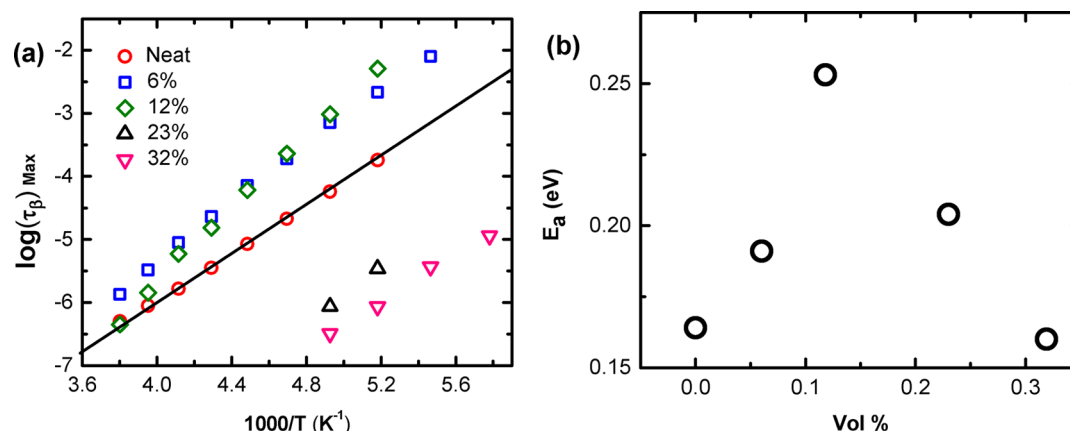 (a)
Neat
6%
12%
23%
32%
-2
-3
-4
-5
-6
-7
log(τβ) Max
3.6 4.0 4.4 4.8 5.2 5.6
1000/T (K-1)
(b)
0.25
0.20
0.15
Ea (eV)
0.0 0.1 0.2 0.3
Vol %